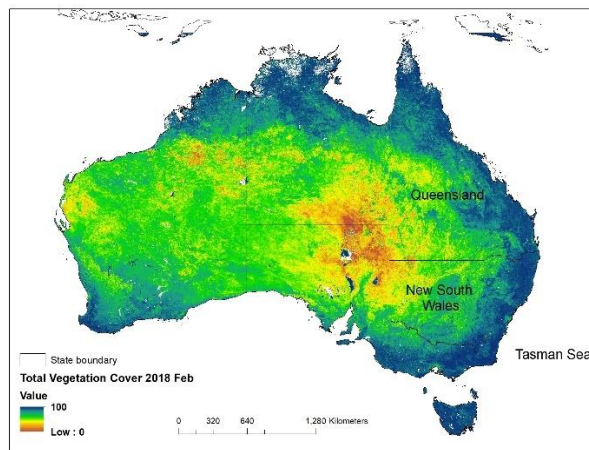 Queensland
New South
Wales
Tasman Sea
State boundary
Total Vegetation Cover 2018 Feb
Value
100
Low : 0
0 320 640 1,280 Kilometers